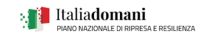 Italiadomani
PIANO NAZIONALE DI RIPRESA E RESILIENZA